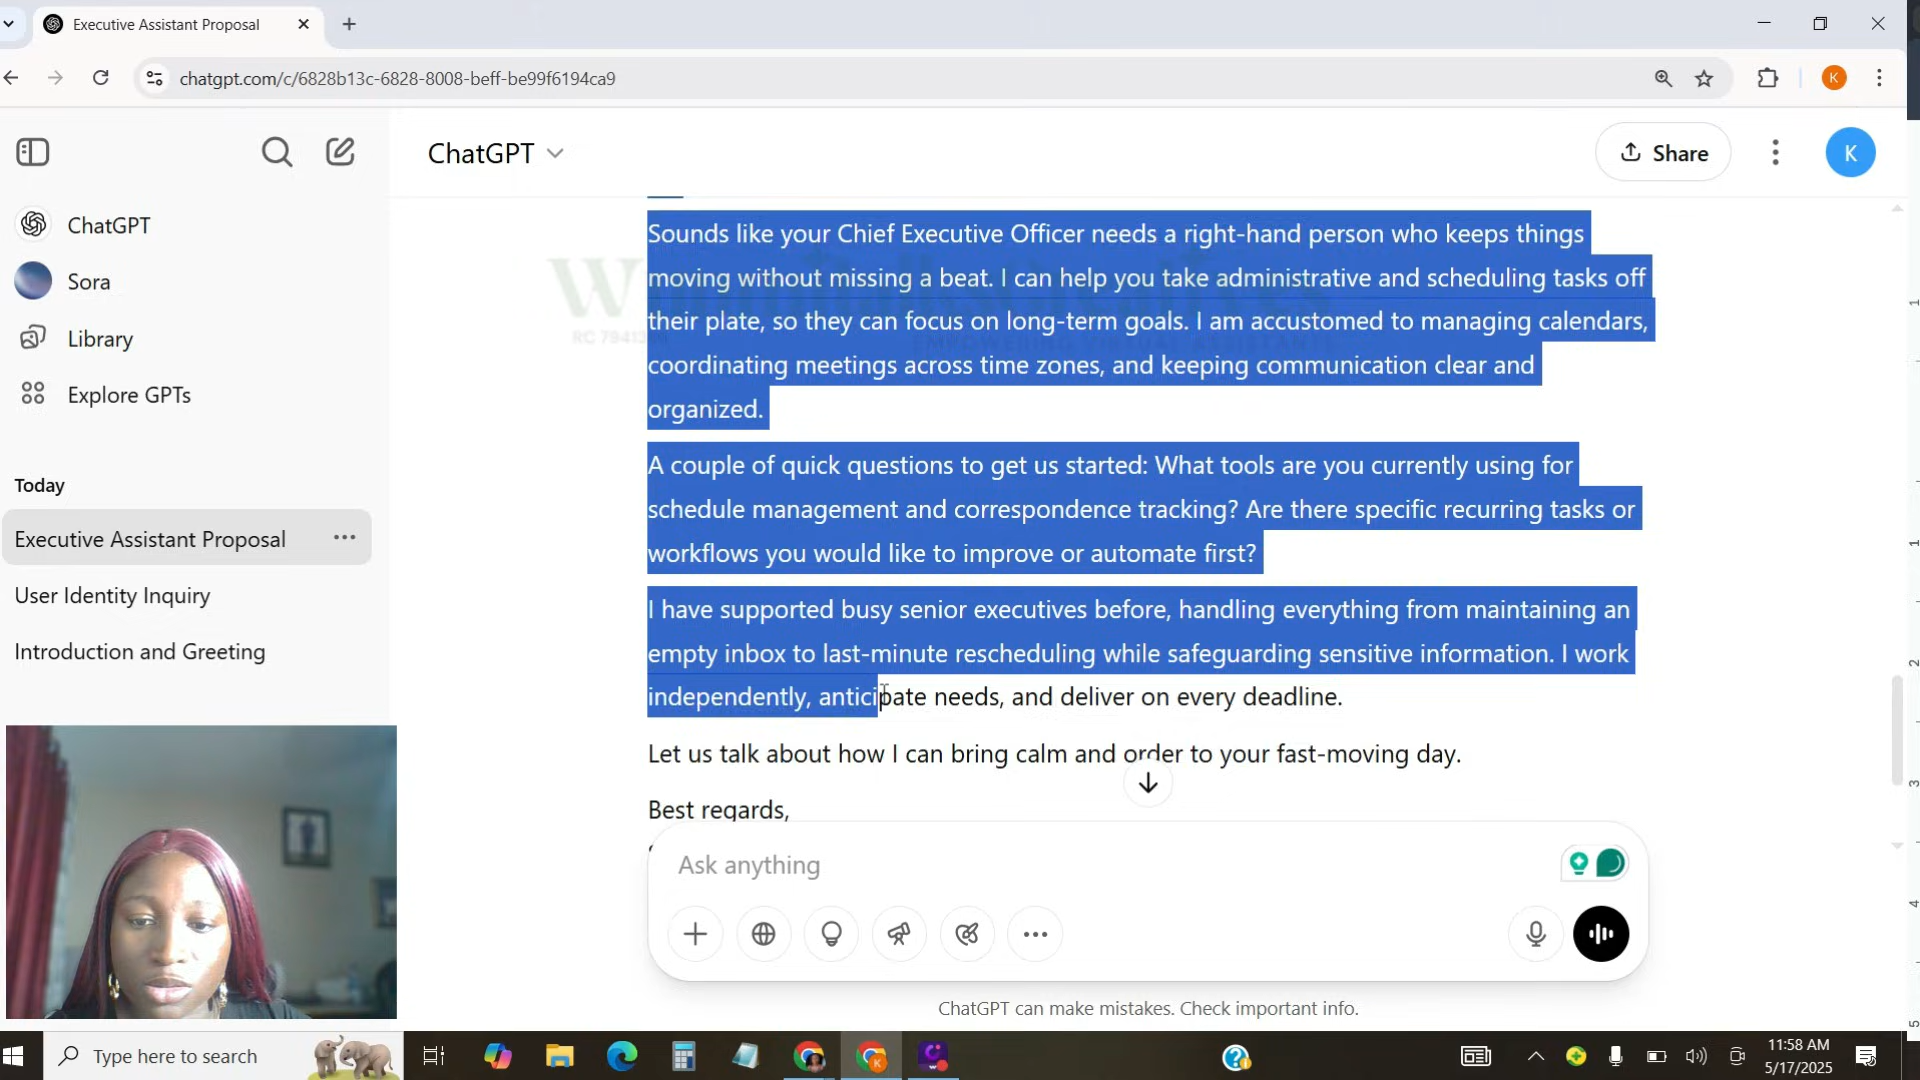 Executive Assistant Proposal
chatgpt.com/c/6828b13c-6828-8008-beff-be99f6194ca9
K
ChatGPT
Share
K
ChatGPT
Sora
Library
Explore GPTs
Today
Executive Assistant Proposal
User Identity Inquiry
Introduction and Greeting
Sounds like your Chief Executive Officer needs a right-hand person who keeps things
moving without missing a beat. I can help you take administrative and scheduling tasks off
their plate, so they can focus on long-term goals. I am accustomed to managing calendars,
coordinating meetings across time zones, and keeping communication clear and
organized.
A couple of quick questions to get us started: What tools are you currently using for
schedule management and correspondence tracking? Are there specific recurring tasks or
workflows you would like to improve or automate first?
I have supported busy senior executives before, handling everything from maintaining an
empty inbox to last-minute rescheduling while safeguarding sensitive information. I work
independently, anticipate needs, and deliver on every deadline.
Let us talk about how I can bring calm and order to your fast-moving day.
Best regards,
Ask anything
ChatGPT can make mistakes. Check important info.
Type here to search
11:58 AM
5/17/2025